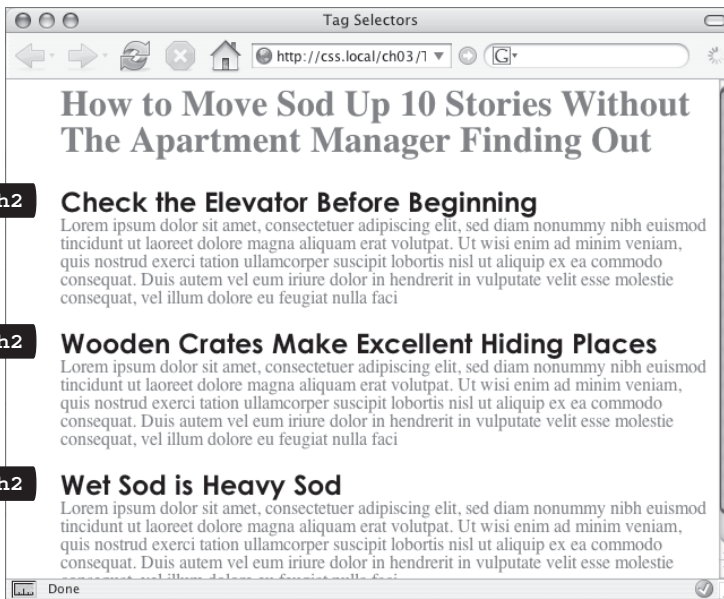 Tag Selectors
http://css.local/ch03/T
G
How to Move Sod Up 10 Stories Without
The Apartment Manager Finding Out
h2
Check the Elevator Before Beginning
Lorem ipsum dolor sit amet, consectetuer adipiscing elit, sed diam nonummy nibh euismod
tincidunt ut laoreet dolore magna aliquam erat volutpat. Ut wisi enim ad minim veniam,
quis nostrud exerci tation ullamcorper suscipit lobortis nisl ut aliquip ex ea commodo
consequat. Duis autem vel eum iriure dolor in hendrerit in vulputate velit esse molestie
consequat, vel illum dolore eu feugiat nulla faci
h2
Wooden Crates Make Excellent Hiding Places
Lorem ipsum dolor sit amet, consectetuer adipiscing elit, sed diam nonummy nibh euismod
tincidunt ut laoreet dolore magna aliquam erat volutpat. Ut wisi enim ad minim veniam,
quis nostrud exerci tation ullamcorper suscipit lobortis nisl ut aliquip ex ea commodo
consequat. Duis autem vel eum iriure dolor in hendrerit in vulputate velit esse molestie
consequat, vel illum dolore eu feugiat nulla faci
h2
Wet Sod is Heavy Sod
Lorem ipsum dolor sit amet, consectetuer adipiscing elit, sed diam nonummy nibh euismod
tincidunt ut laoreet dolore magna aliquam erat volutpat. Ut wisi enim ad minim veniam,
quis nostrud exerci tation ullamcorper suscipit lobortis nisl ut aliquip ex ea commodo
consequat. Duis autem vel eum iriure dolor in hendrerit in vulputate velit esse molestie
Done